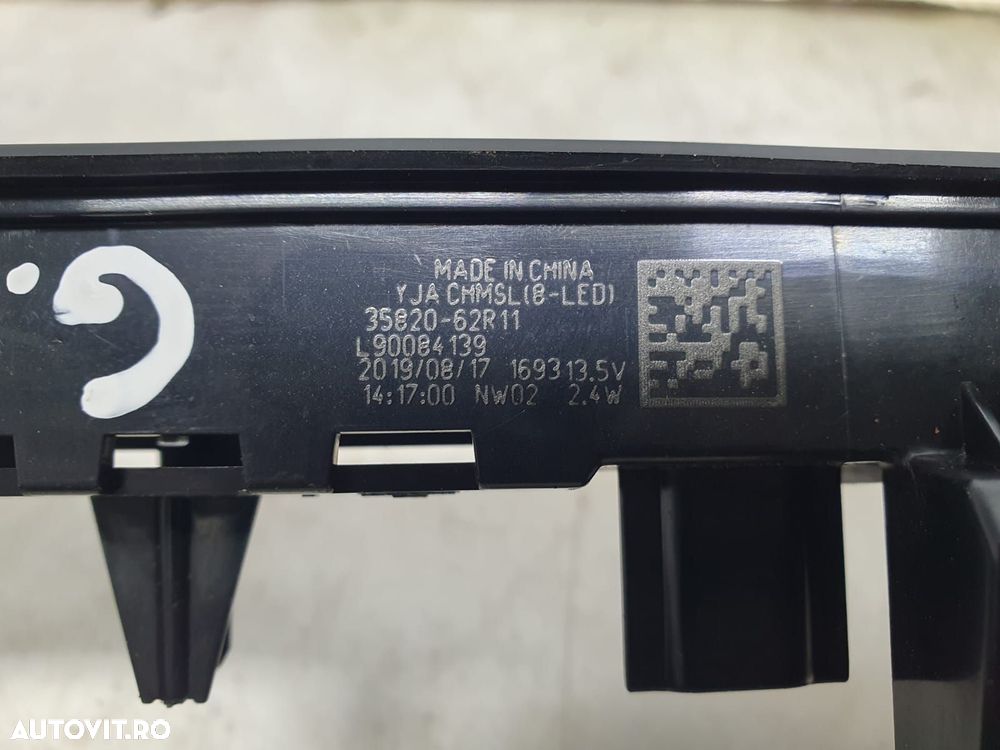 MADE IN CHINA
YJA CHMSL(8-LED)
35820-62R11
L90084139
2019/08/17 1693 13.5V
14:17:00 NW02 2.4W
G.
AUTOVIT.RO